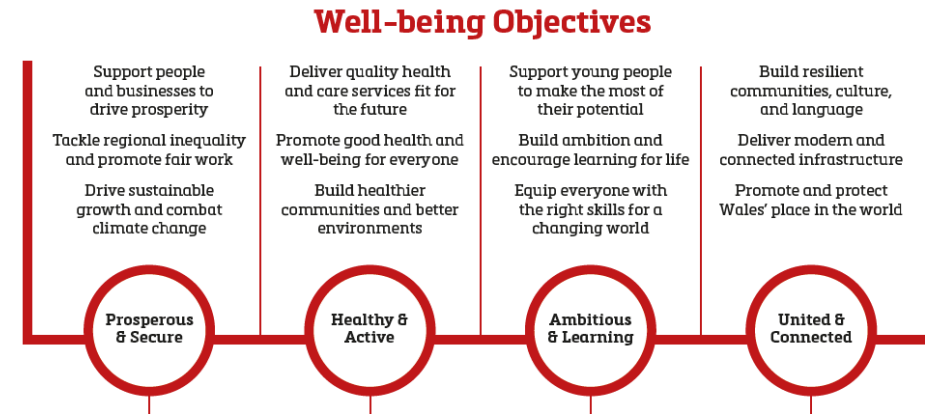 Well-being Objectives
Support people
and businesses to
drive prosperity
Tackle regional inequality
and promote fair work
Drive sustainable
growth and combat
climate change
Prosperous
& Secure
Deliver quality health
and care services fit for
the future
Promote good health and
well-being for everyone
Build healthier
communities and better
environments
Healthy &
Active
Support young people
to make the most of
their potential
Build ambition and
encourage learning for life
Equip everyone with
the right skills for a
changing world
Ambitious
& Learning
Build resilient
communities, culture,
and language
Deliver modern and
connected infrastructure
Promote and protect
Wales’ place in the world
United &
Connected